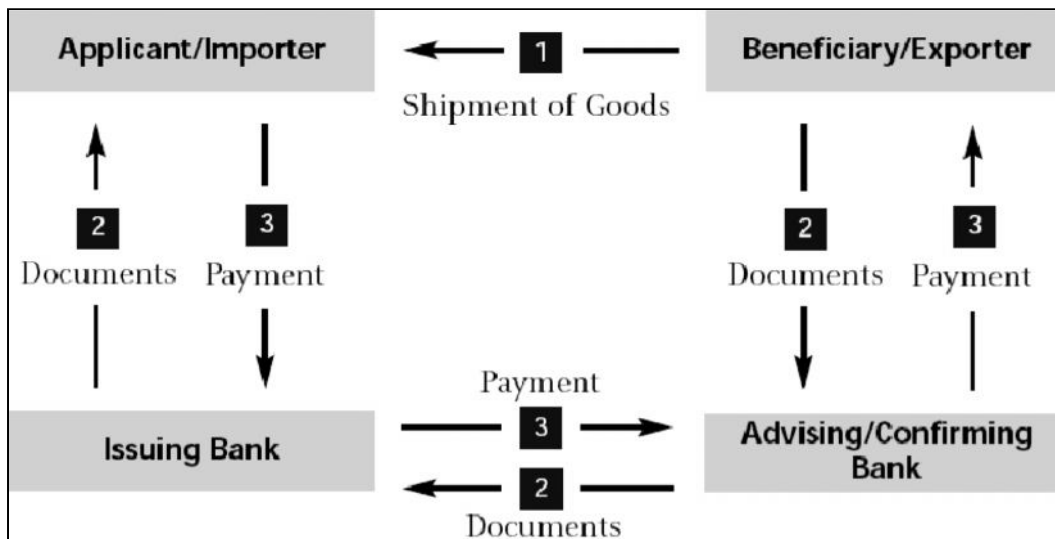 Applicant/Importer
1
Beneficiary/Exporter
Shipment of Goods
2
Documents
3
Payment
2
Documents
3
Payment
Payment
3
Issuing Bank
Advising/Confirming
Bank
2
Documents